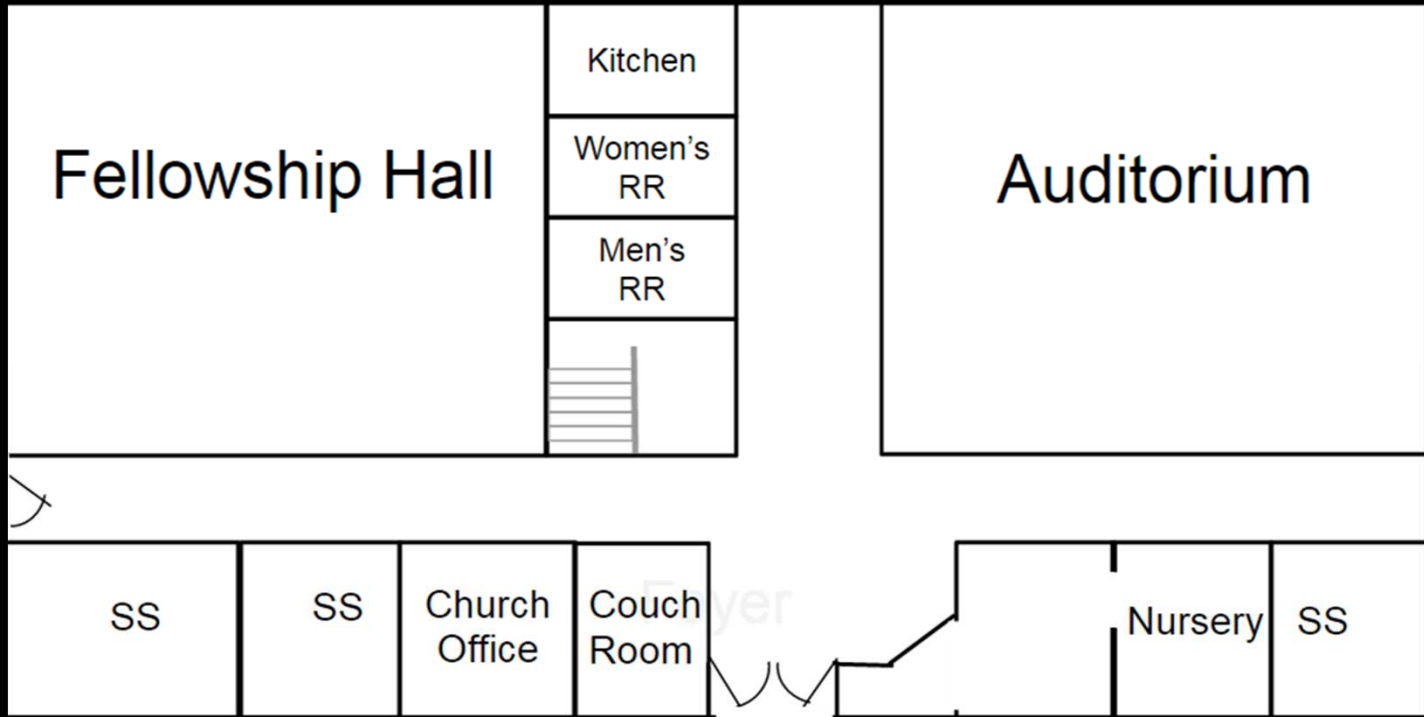 Kitchen
Women’s
RR
Fellowship Hall
Auditorium
Men’s
RR
SS
SS
Church
Office
Couch
Room
Foyer
Nursery
SS